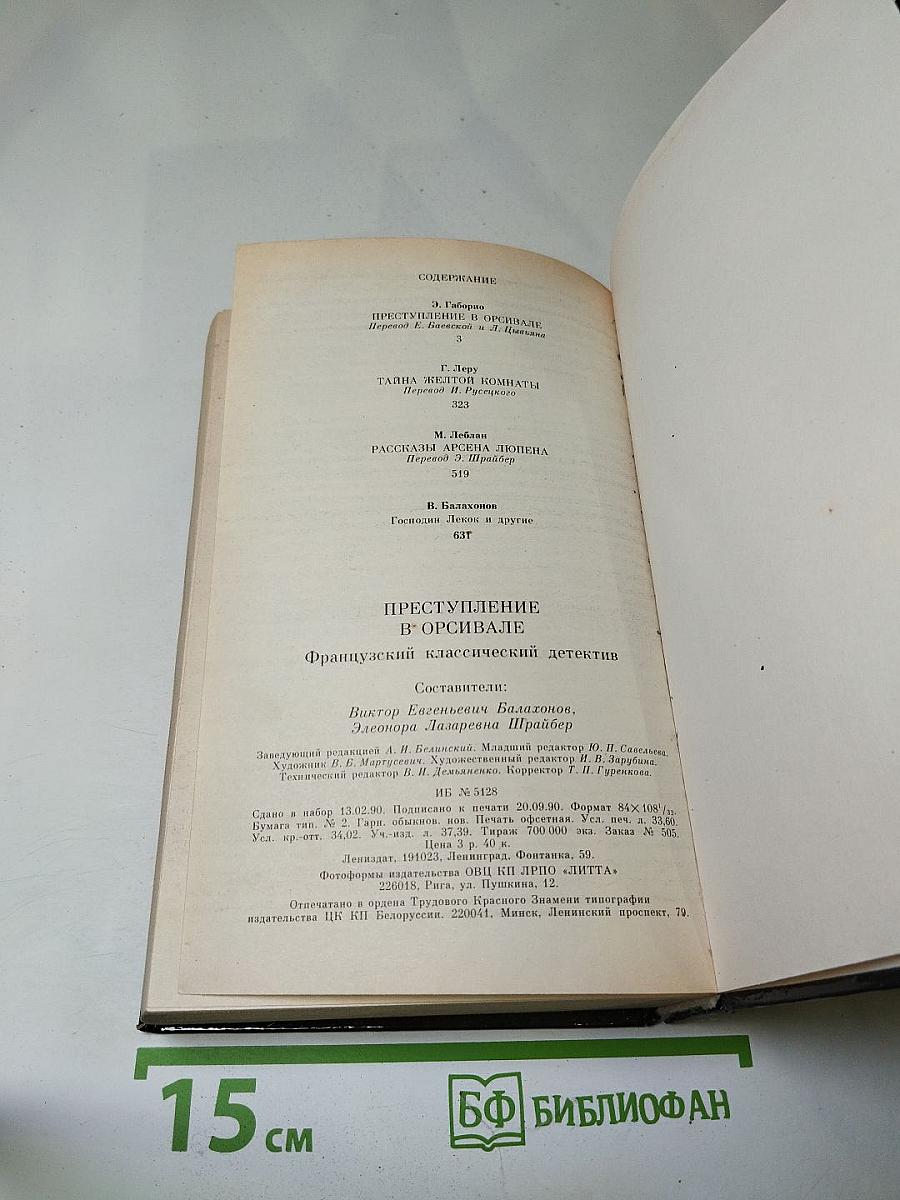 СОДЕРЖАНИЕ
Э. Габорио
ПРЕСТУПЛЕНИЕ В ОРСИВАЛЕ
Перевод Е. Баевской и Л. Цывьяна
3
Г. Леру
ТАЙНА ЖЕЛТОЙ КОМНАТЫ
Перевод И. Русецкого
323
М. Леблан
РАССКАЗЫ АРСЕНА ЛЮПЕНА
Перевод Э. Шрайбер
519
В. Балахонов
Господин Лекок и другие
631
ПРЕСТУПЛЕНИЕ
В ОРСИВАЛЕ
Французский классический детектив
Составители:
Виктор Евгеньевич Балахонов,
Элеонора Лазаревна Шрайбер
Заведующий редакцией А. И. Белинский. Младший редактор Ю. П. Савельева.
Художник В. Б. Мартусевич. Художественный редактор И. В. Зарубина.
Технический редактор В. И. Демьяненко. Корректор Т. П. Гуренкова.
ИБ № 5128
Сдано в набор 13.02.90. Подписано к печати 20.09.90. Формат 84×108¹/₃₂.
Бумага тип. № 2. Гарн. обыкнов. нов. Печать офсетная. Усл. печ. л. 33,60.
Усл. кр.-отт. 34,02. Уч.-изд. л. 37,39. Тираж 700 000 экз. Заказ № 505.
Цена 3 р. 40 к.
Лениздат, 191023, Ленинград, Фонтанка, 59.
Фотоформы издательства ОВЦ КП ЛРПО «ЛИТТА»
226018, Рига, ул. Пушкина, 12.
Отпечатано в ордена Трудового Красного Знамени типографии
издательства ЦК КП Белоруссии. 220041, Минск, Ленинский проспект, 79.
15 см
БФ БИБЛИОФАН